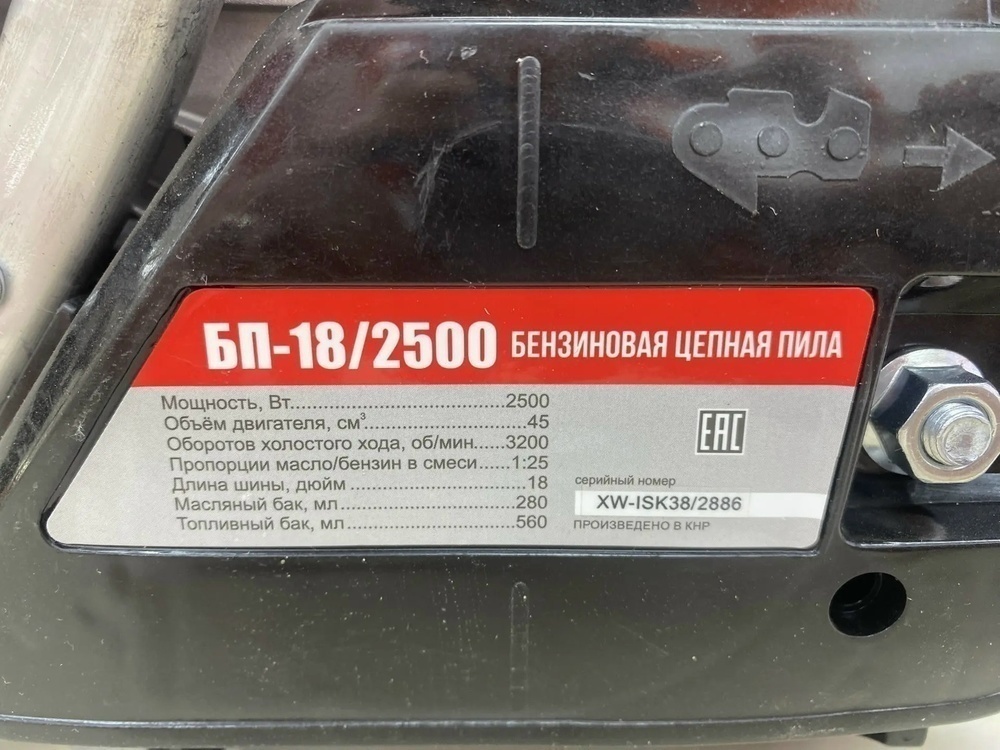 БП-18/2500 БЕНЗИНОВАЯ ЦЕПНАЯ ПИЛА
Мощность, Вт........................................2500
Объём двигателя, см³..............................45
Оборотов холостого хода, об/мин......3200
Пропорции масло/бензин в смеси......1:25
Длина шины, дюйм..................................18
Масляный бак, мл..................................280
Топливный бак, мл.................................560
EAC
серийный номер
XW-ISK38/2886
ПРОИЗВЕДЕНО В КНР